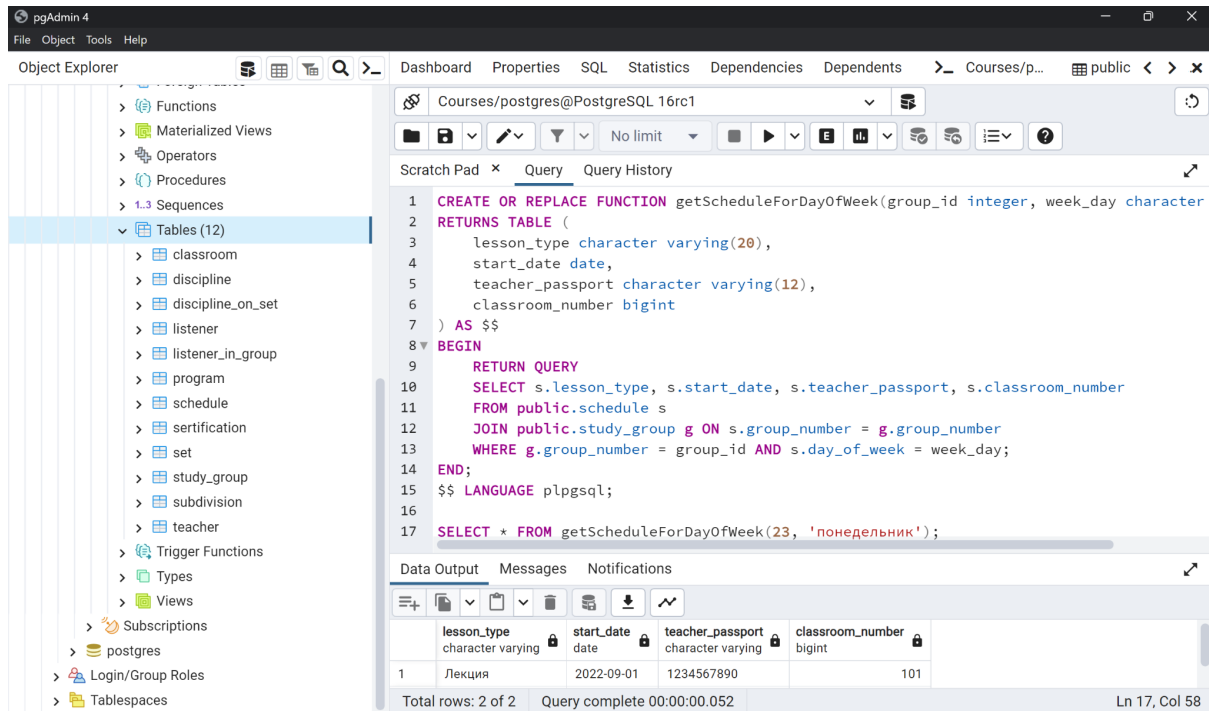 pgAdmin 4
File Object Tools Help
Object Explorer
Functions
Materialized Views
Operators
Procedures
1..3 Sequences
Tables (12)
classroom
discipline
discipline_on_set
listener
listener_in_group
program
schedule
sertification
set
study_group
subdivision
teacher
Trigger Functions
Types
Views
Subscriptions
postgres
Login/Group Roles
Tablespaces
Dashboard Properties SQL Statistics Dependencies Dependents Courses/p... public
Courses/postgres@PostgreSQL 16rc1
No limit E
Scratch Pad Query Query History
1 CREATE OR REPLACE FUNCTION getScheduleForDayOfWeek(group_id integer, week_day character
2 RETURNS TABLE (
3 lesson_type character varying(20),
4 start_date date,
5 teacher_passport character varying(12),
6 classroom_number bigint
7 ) AS $$
8 BEGIN
9 RETURN QUERY
10 SELECT s.lesson_type, s.start_date, s.teacher_passport, s.classroom_number
11 FROM public.schedule s
12 JOIN public.study_group g ON s.group_number = g.group_number
13 WHERE g.group_number = group_id AND s.day_of_week = week_day;
14 END;
15 $$ LANGUAGE plpgsql;
16
17 SELECT * FROM getScheduleForDayOfWeek(23, 'понедельник');
Data Output Messages Notifications
lesson_type start_date teacher_passport classroom_number
character varying date character varying bigint
1 Лекция 2022-09-01 1234567890 101
Total rows: 2 of 2 Query complete 00:00:00.052 Ln 17, Col 58